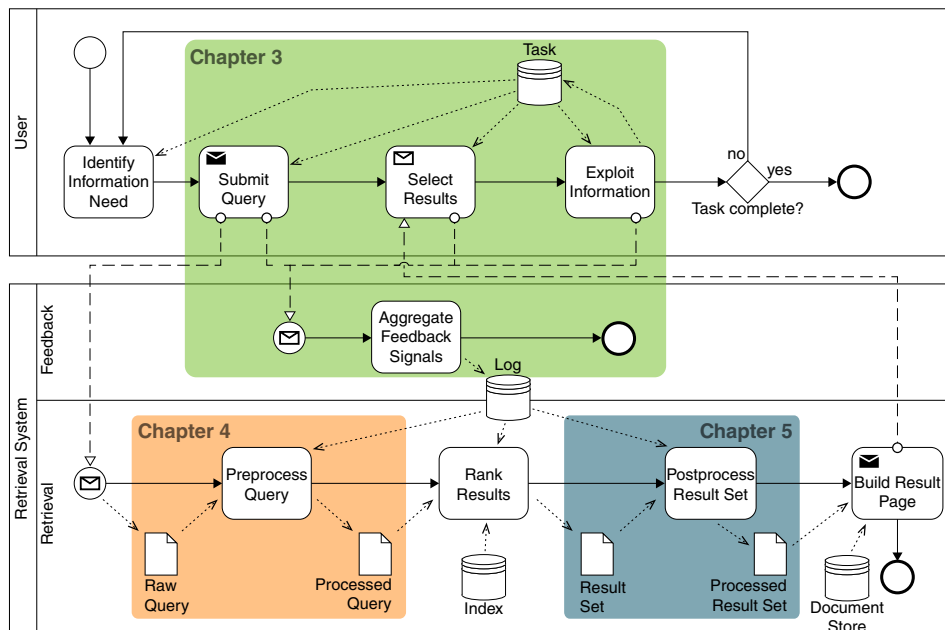 User
Chapter 3
Task
Identify
Information
Need
Submit
Query
Select
Results
Exploit
Information
no
yes
Task complete?
Retrieval System
Feedback
Aggregate
Feedback
Signals
Log
Retrieval
Chapter 4
Chapter 5
Preprocess
Query
Rank
Results
Postprocess
Result Set
Build Result
Page
Raw
Query
Processed
Query
Index
Result
Set
Processed
Result Set
Document
Store